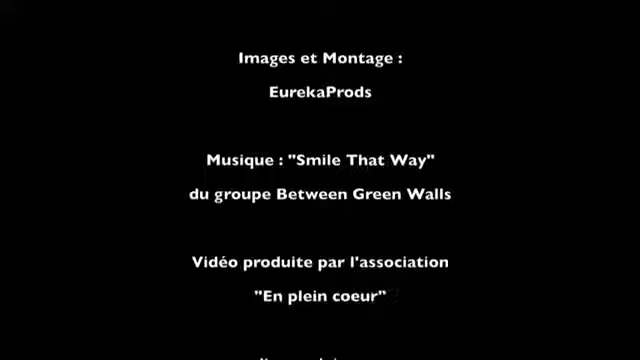 Images et Montage :
EurekaProds
Musique : "Smile That Way"
du groupe Between Green Walls
Vidéo produite par l'association
"En plein coeur"